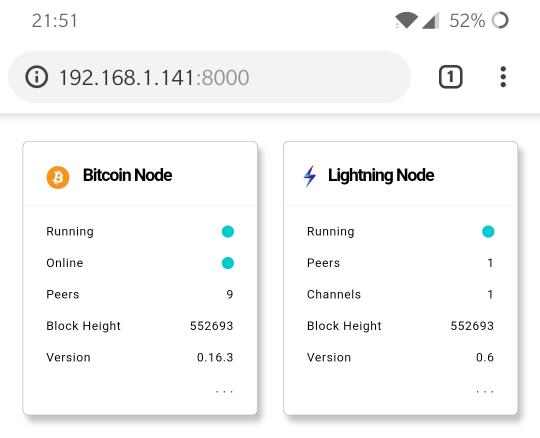 21:51 52%
192.168.1.141:8000 1
Bitcoin Node
Running
Online
Peers 9
Block Height 552693
Version 0.16.3
...
Lightning Node
Running
Peers 1
Channels 1
Block Height 552693
Version 0.6
...